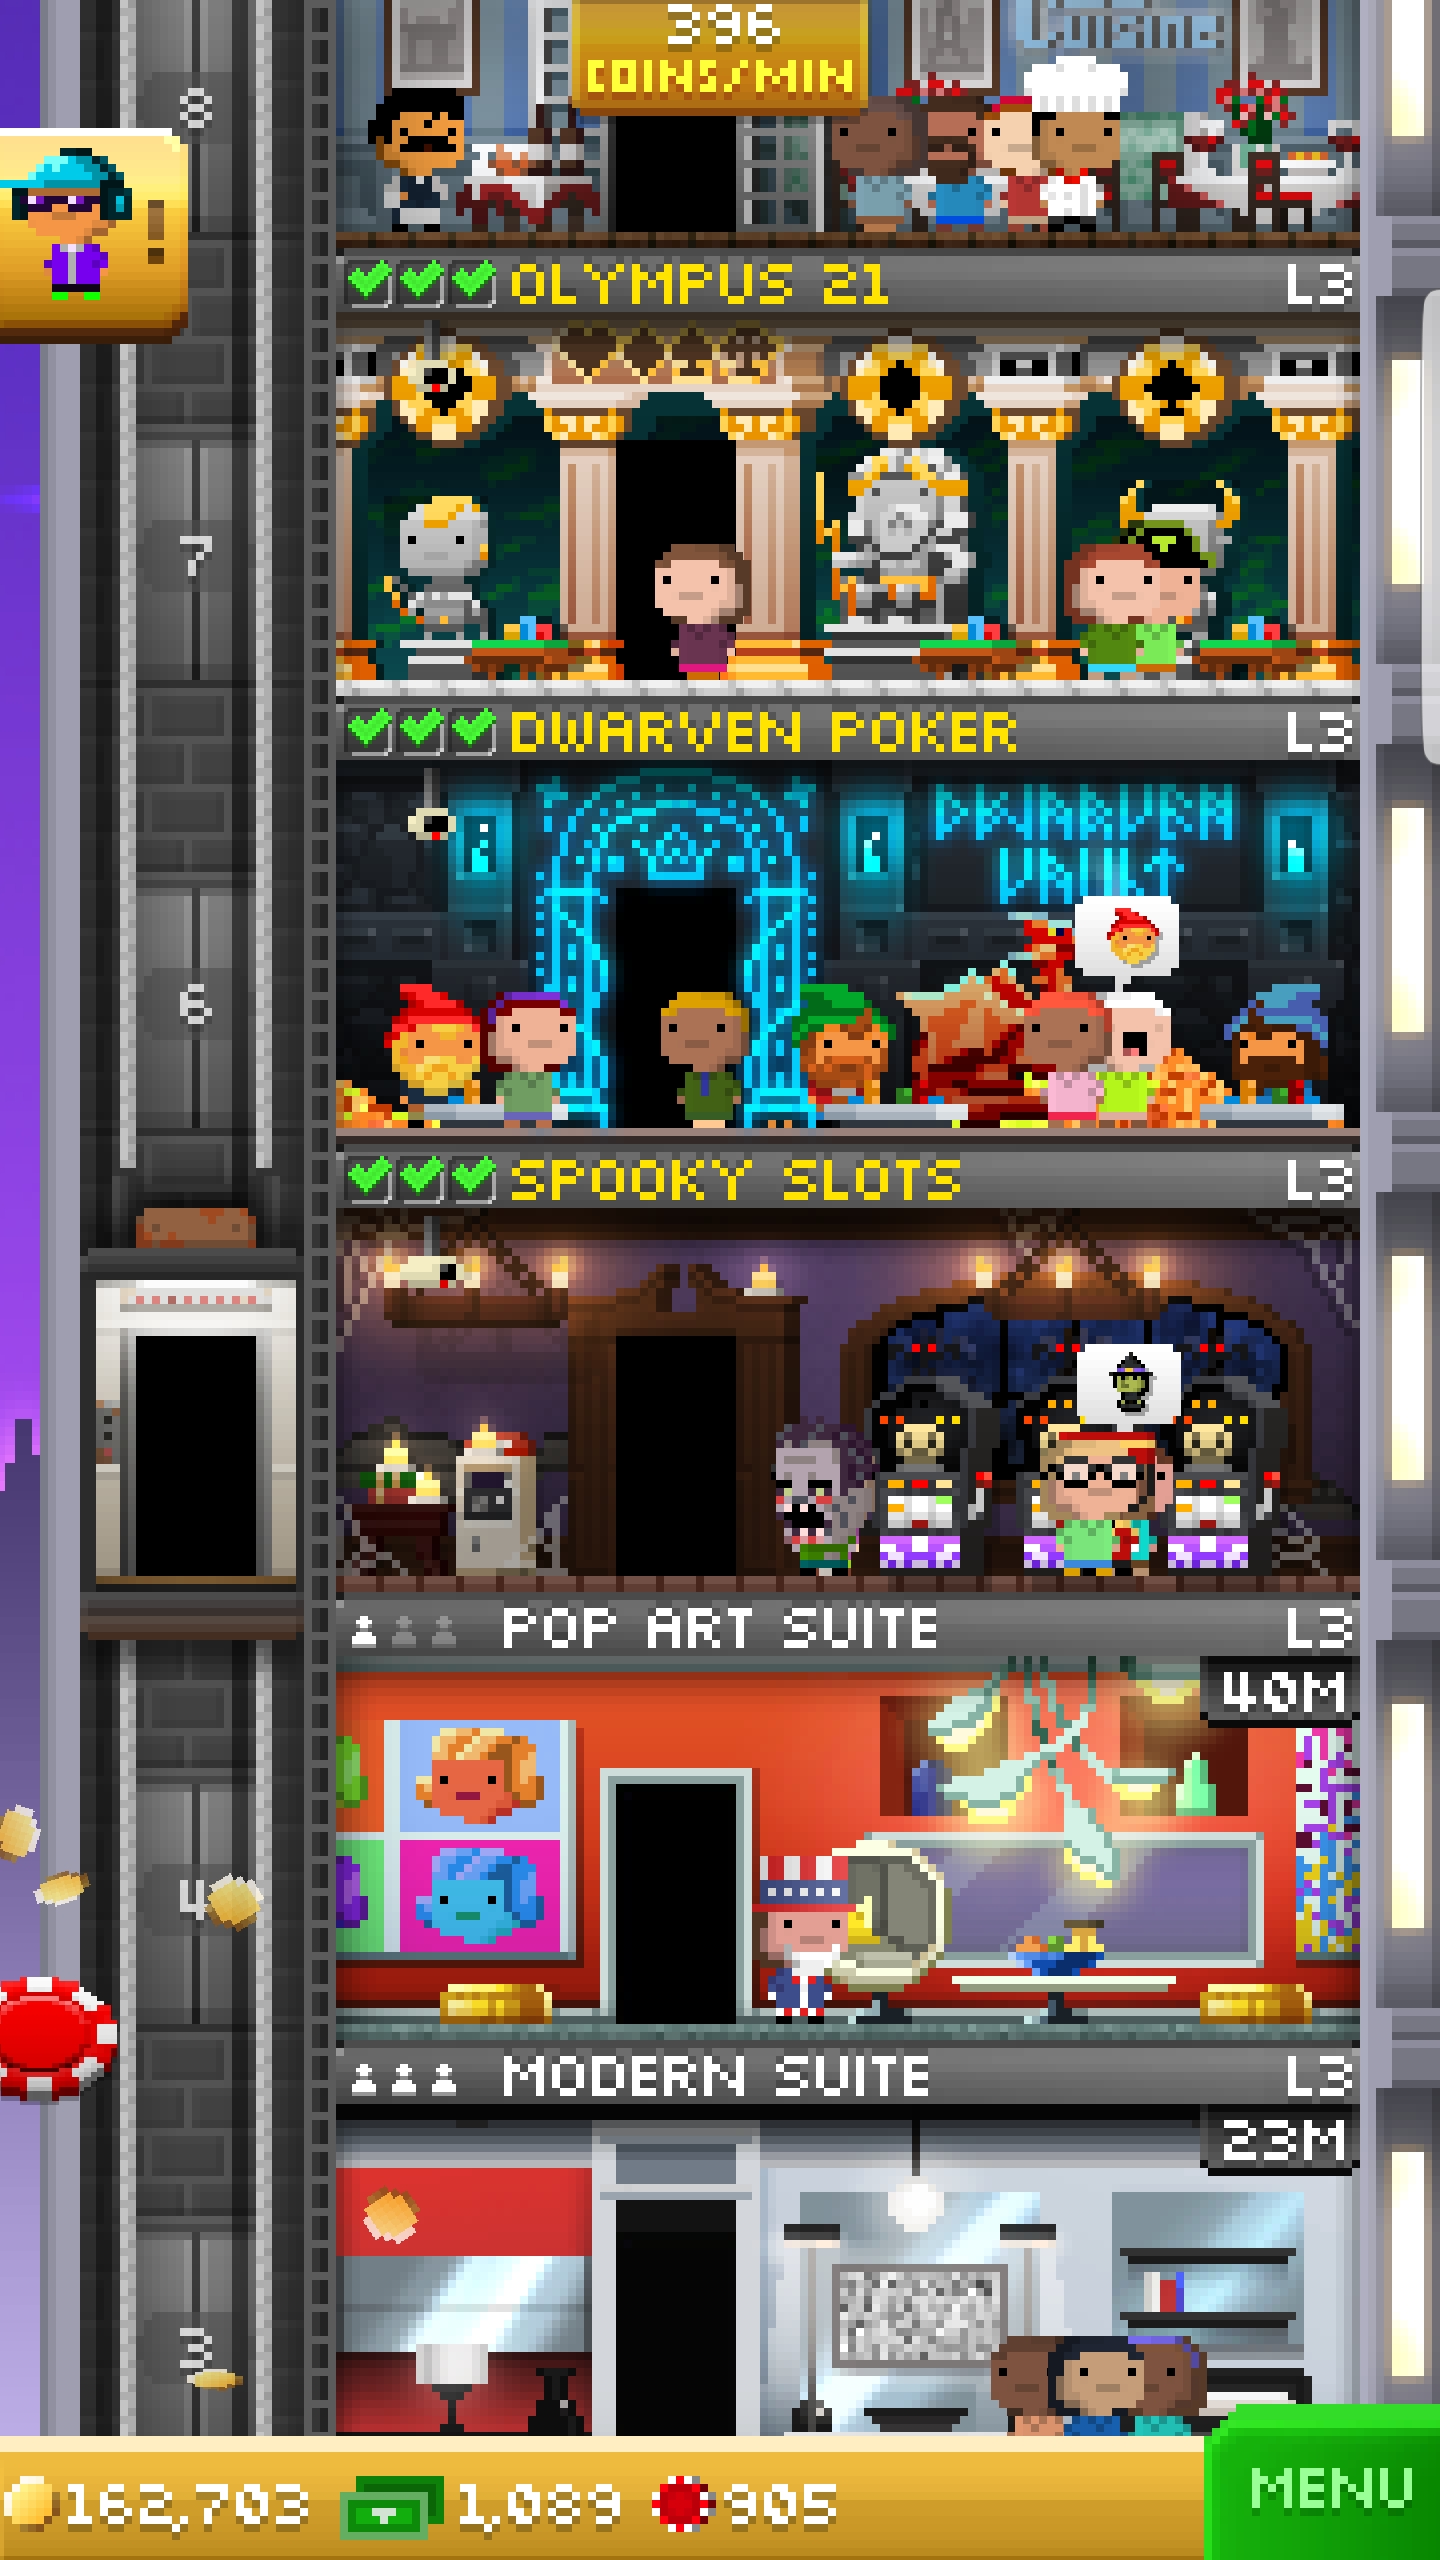 Cuisine
396
COINS/MIN
8
OLYMPUS 21 L3
7
DWARVEN POKER L3
DWARVEN
VAULT
6
SPOOKY SLOTS L3
POP ART SUITE L3
40M
4
MODERN SUITE L3
23M
3
162,703 1,089 905
MENU